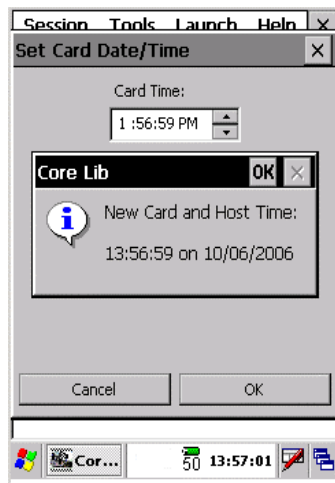 Session Tools Launch Help ×
Set Card Date/Time ×
Card Time:
1 :56:59 PM
Core Lib OK ×
New Card and Host Time:
13:56:59 on 10/06/2006
Cancel OK
Cor... 50 13:57:01